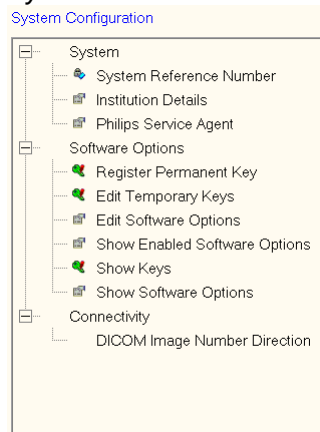 System Configuration
System
System Reference Number
Institution Details
Philips Service Agent
Software Options
Register Permanent Key
Edit Temporary Keys
Edit Software Options
Show Enabled Software Options
Show Keys
Show Software Options
Connectivity
DICOM Image Number Direction